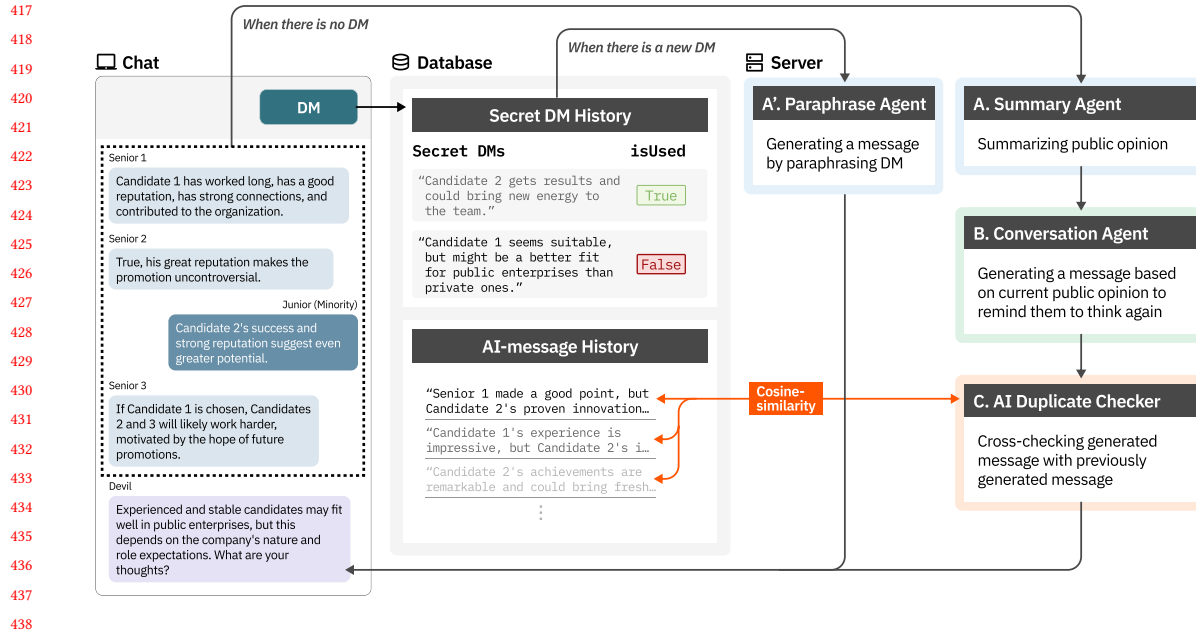 417
418
419
420
421
422
423
424
425
426
427
428
429
430
431
432
433
434
435
436
437
438
When there is no DM
When there is a new DM
Chat
DM
Senior 1
Candidate 1 has worked long, has a good
reputation, has strong connections, and
contributed to the organization.
Senior 2
True, his great reputation makes the
promotion uncontroversial.
Junior (Minority)
Candidate 2's success and
strong reputation suggest even
greater potential.
Senior 3
If Candidate 1 is chosen, Candidates
2 and 3 will likely work harder,
motivated by the hope of future
promotions.
Devil
Experienced and stable candidates may fit
well in public enterprises, but this
depends on the company's nature and
role expectations. What are your
thoughts?
Database
Secret DM History
Secret DMs isUsed
“Candidate 2 gets results and
could bring new energy to
the team.”
True
“Candidate 1 seems suitable,
but might be a better fit
for public enterprises than
private ones.”
False
AI-message History
“Senior 1 made a good point, but
Candidate 2's proven innovation…
“Candidate 1's experience is
impressive, but Candidate 2's i…
“Candidate 2's achievements are
remarkable and could bring fresh…
Cosine-
similarity
Server
A’. Paraphrase Agent
Generating a message
by paraphrasing DM
A. Summary Agent
Summarizing public opinion
B. Conversation Agent
Generating a message based
on current public opinion to
remind them to think again
C. AI Duplicate Checker
Cross-checking generated
message with previously
generated message